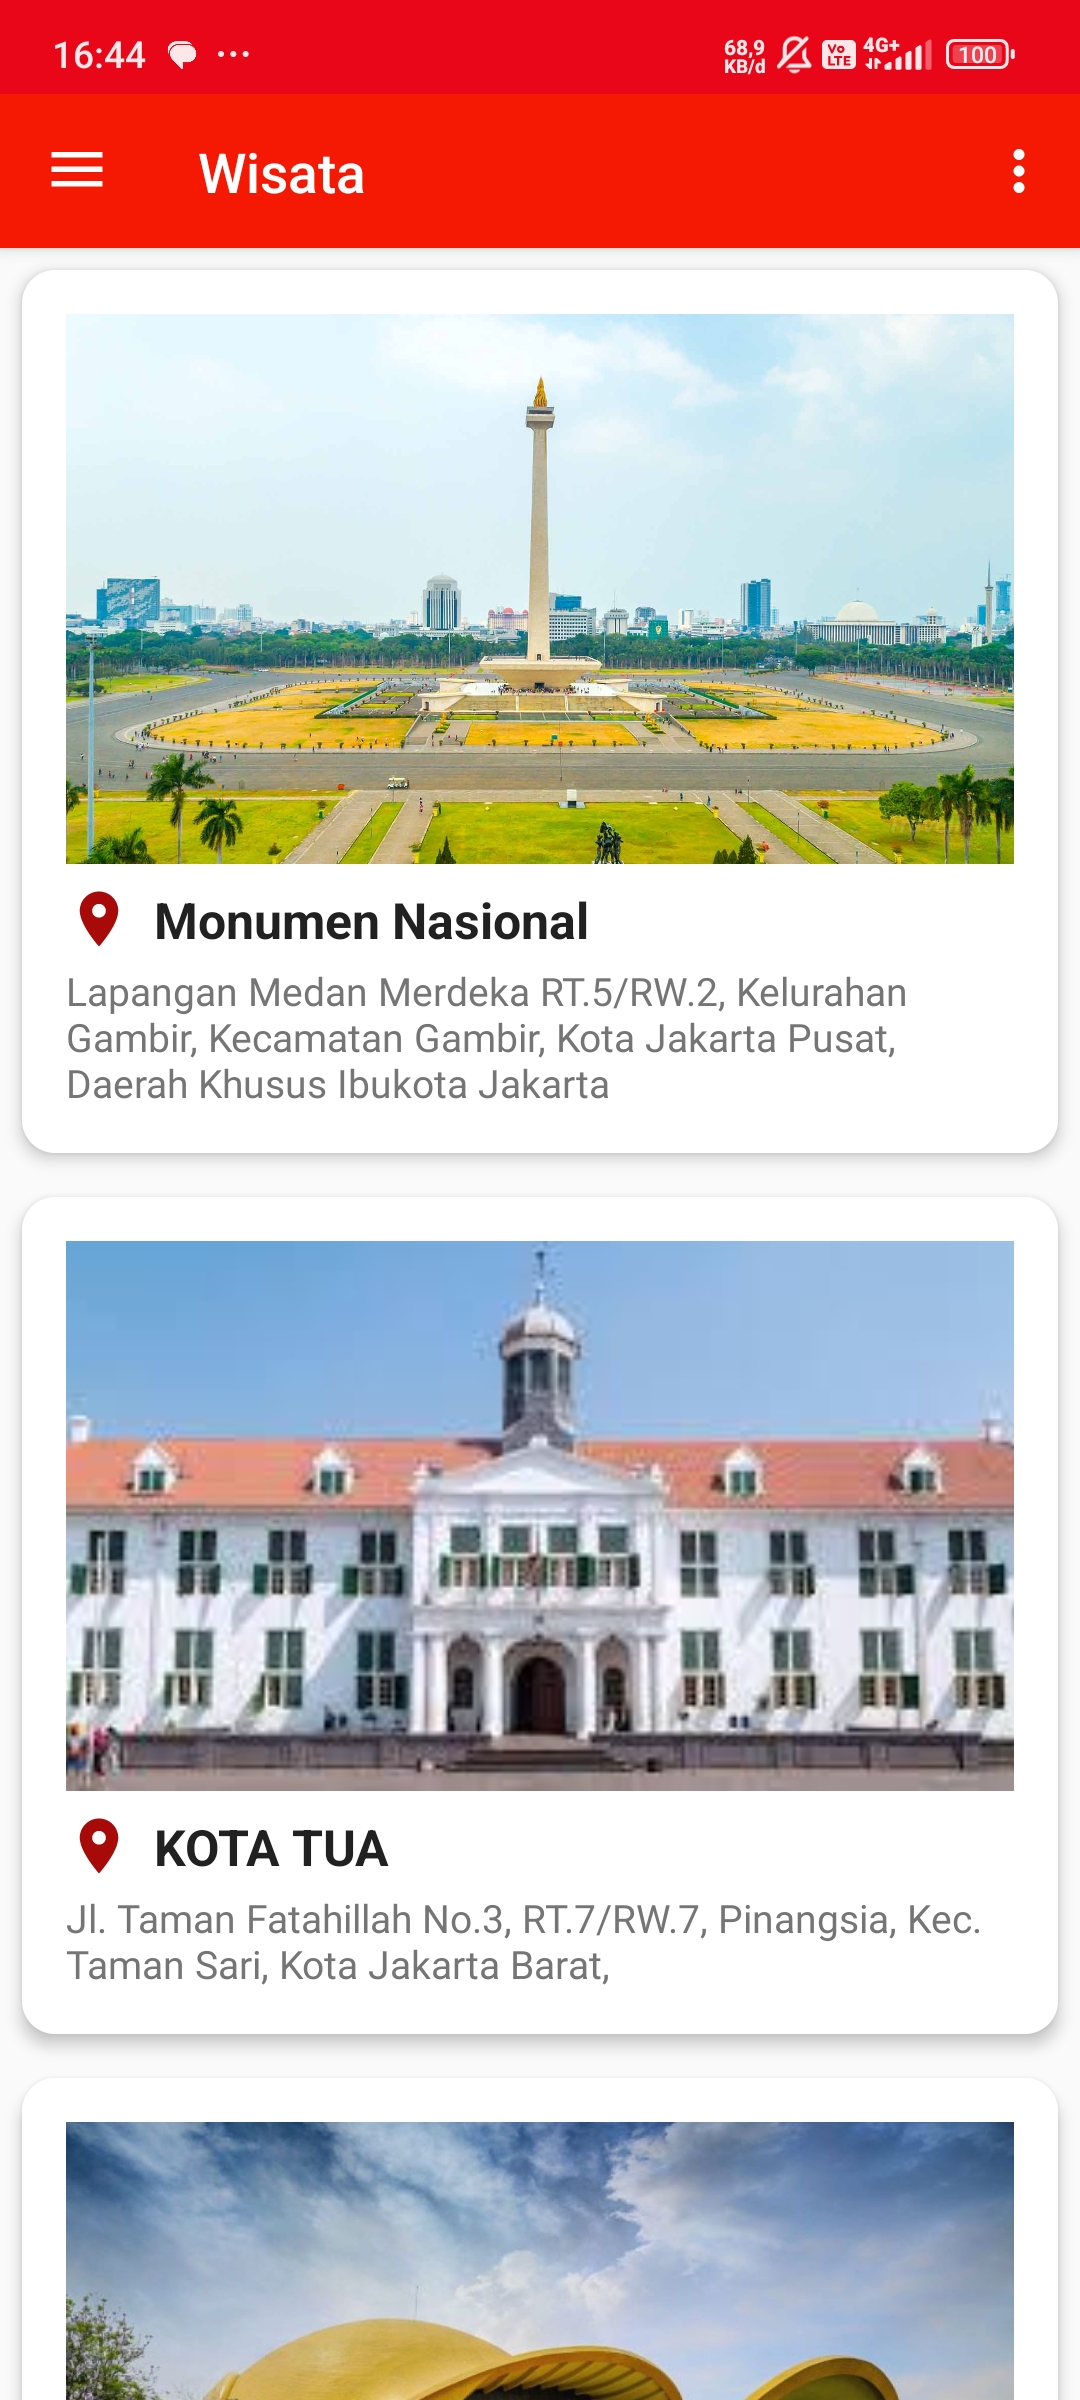 16:44
68,9
KB/d
Vo
LTE
4G+
100
Wisata
Monumen Nasional
Lapangan Medan Merdeka RT.5/RW.2, Kelurahan
Gambir, Kecamatan Gambir, Kota Jakarta Pusat,
Daerah Khusus Ibukota Jakarta
KOTA TUA
Jl. Taman Fatahillah No.3, RT.7/RW.7, Pinangsia, Kec.
Taman Sari, Kota Jakarta Barat,